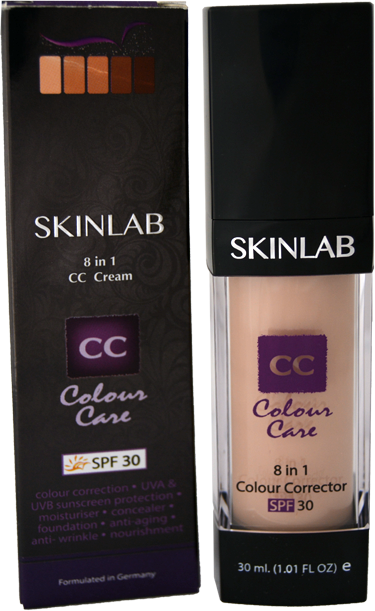 SKINLAB
8 in 1
CC Cream
CC
Colour
Care
SPF 30
colour correction • UVA &
UVB sunscreen protection •
moisturiser • concealer •
foundation • anti-aging •
anti- wrinkle • nourishment
Formulated in Germany
SKINLAB
CC
Colour
Care
8 in 1
Colour Corrector
SPF 30
30 ml. (1.01 FL OZ) e